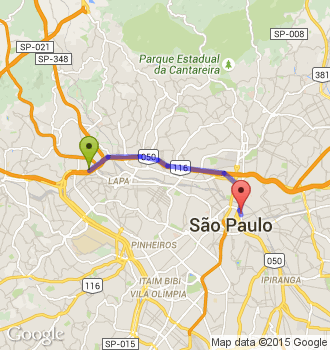 SP-021
SP-008
SP-348
Parque Estadual
da Cantareira
381
050
116
LAPA
São Paulo
PINHEIROS
050
116
ITAIM BIBI
IPIRANGA
VILA OLÍMPIA
Google
SP-015
Map data ©2015 Google